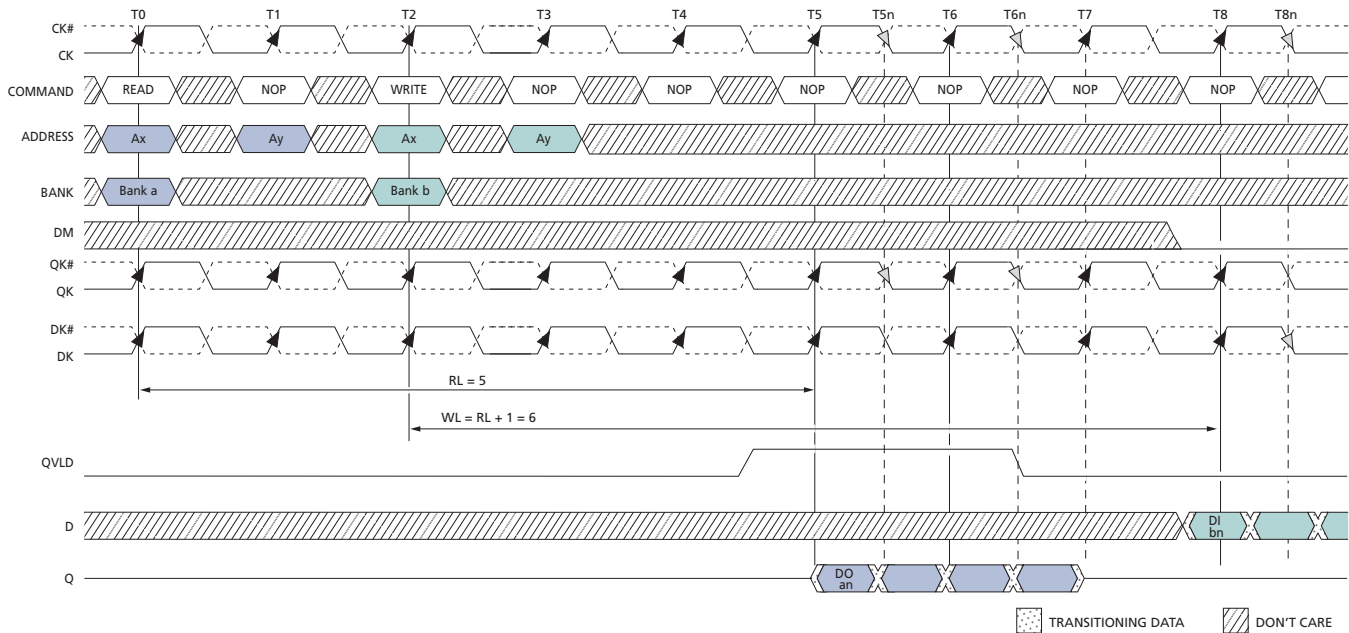 T0 T1 T2 T3 T4 T5 T5n T6 T6n T7 T8 T8n
CK#
CK
COMMAND READ NOP WRITE NOP NOP NOP NOP NOP NOP
ADDRESS Ax Ay Ax Ay
BANK Bank a Bank b
DM
QK#
QK
DK#
DK
RL = 5
WL = RL + 1 = 6
QVLD
D DI
bn
Q DO
an
TRANSITIONING DATA DON'T CARE